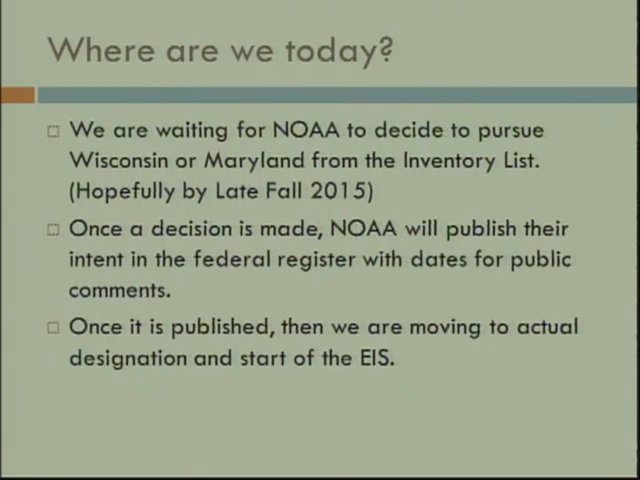 Where are we today?
We are waiting for NOAA to decide to pursue
Wisconsin or Maryland from the Inventory List.
(Hopefully by Late Fall 2015)
Once a decision is made, NOAA will publish their
intent in the federal register with dates for public
comments.
Once it is published, then we are moving to actual
designation and start of the EIS.